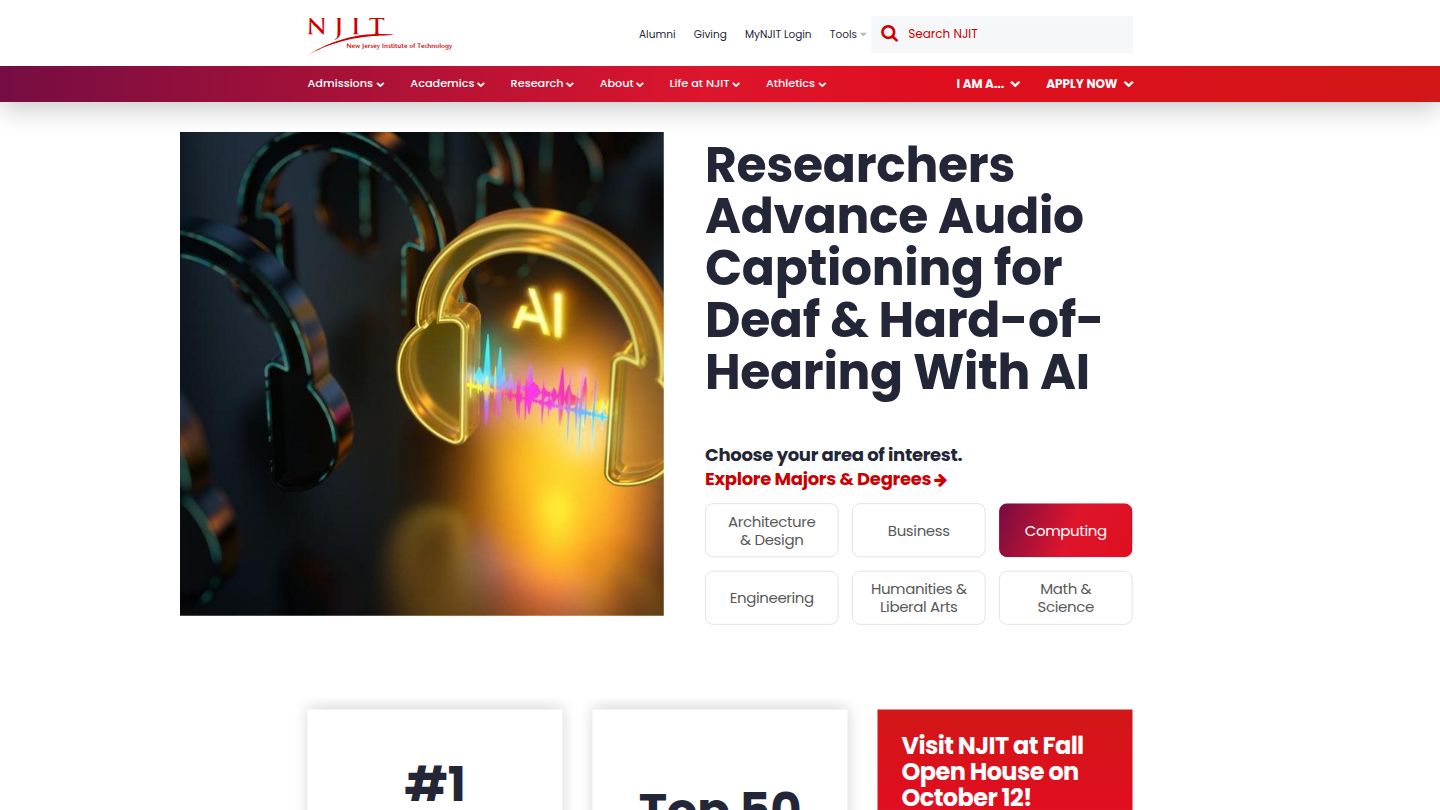 NJIT
New Jersey Institute of Technology
Alumni Giving MyNJIT Login Tools
Search NJIT
Admissions Academics Research About Life at NJIT Athletics
I AM A... APPLY NOW
AI
Researchers
Advance Audio
Captioning for
Deaf & Hard-of-
Hearing With AI
Choose your area of interest.
Explore Majors & Degrees
Architecture
& Design
Business
Computing
Engineering
Humanities &
Liberal Arts
Math &
Science
#1
Top 50
Visit NJIT at Fall
Open House on
October 12!